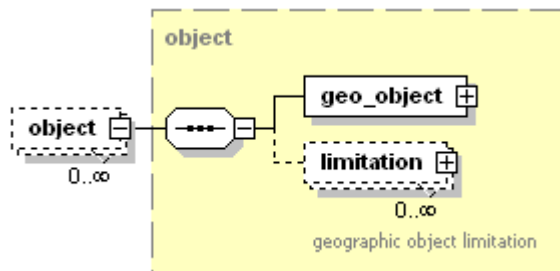 object
geo_object
object
0..∞
limitation
0..∞
geographic object limitation